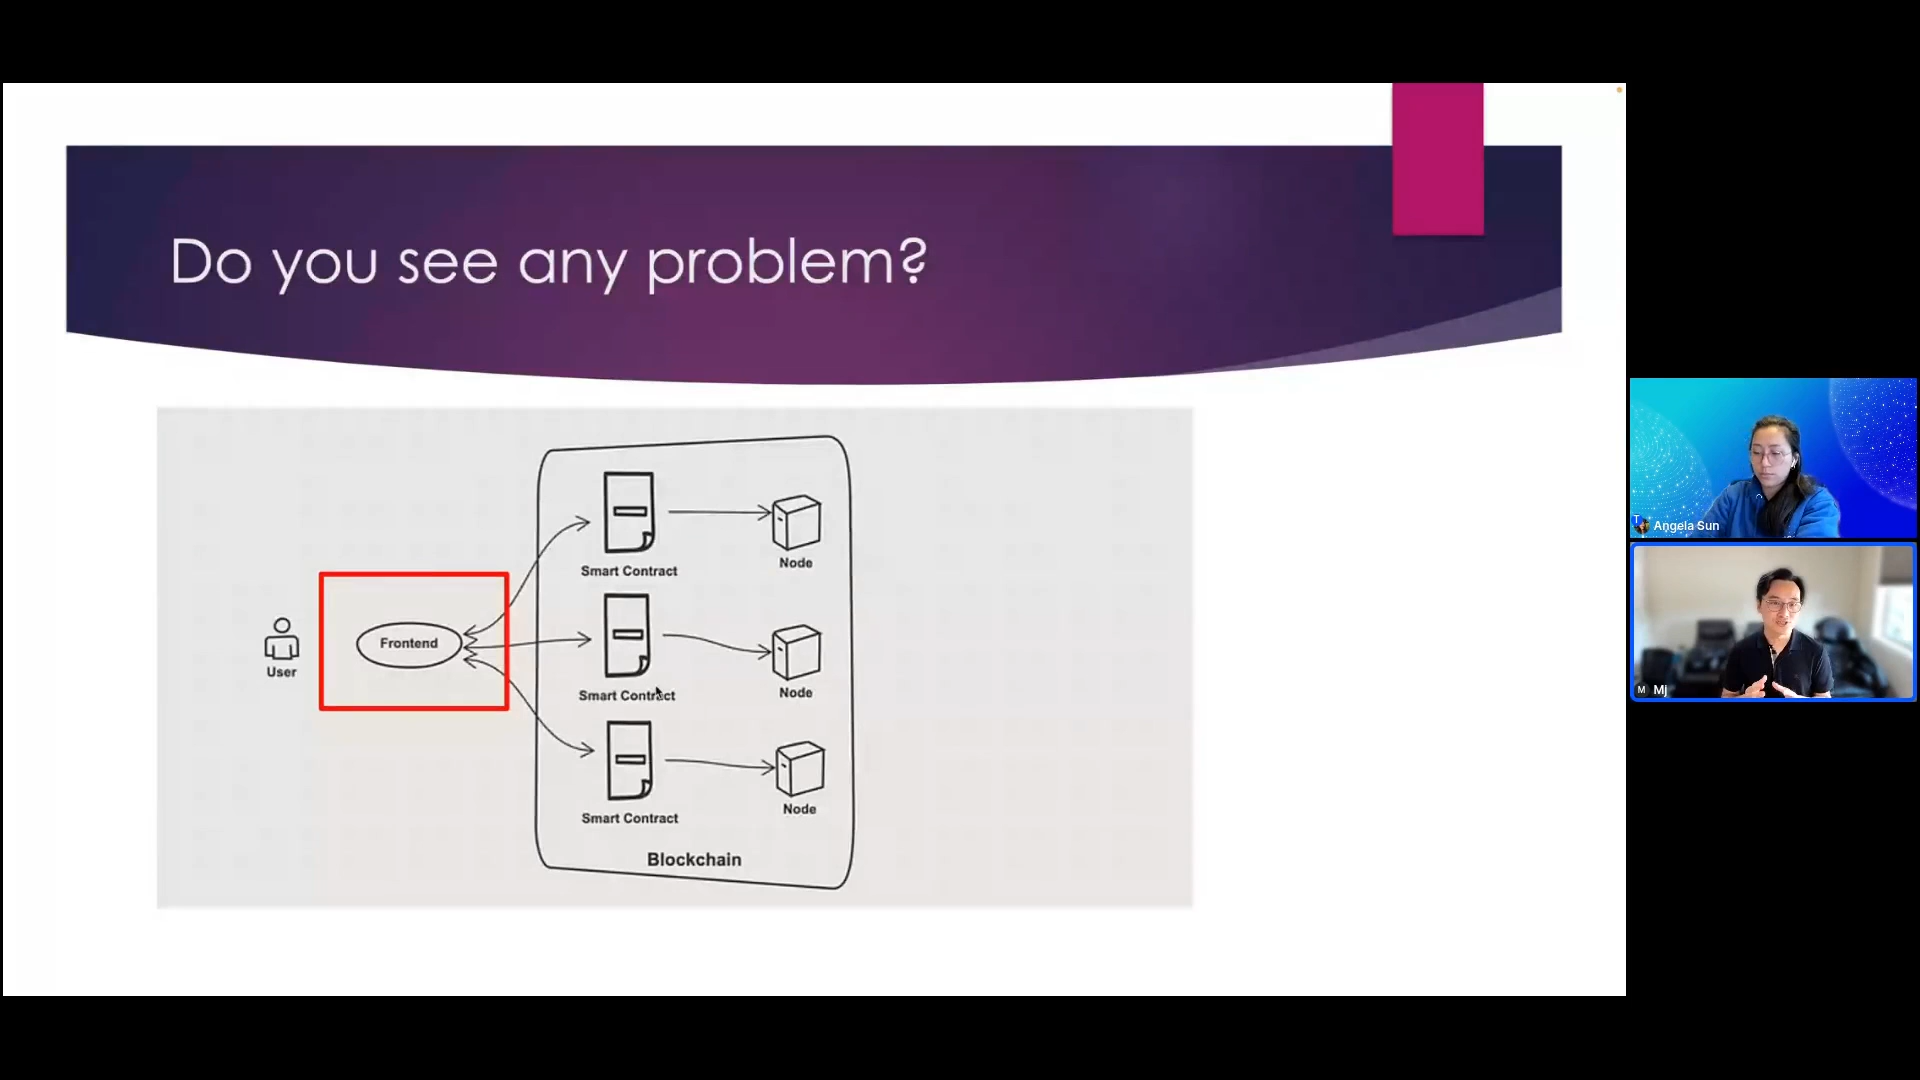 Do you see any problem?
Smart Contract
Node
User
Frontend
Smart Contract
Node
Smart Contract
Node
Blockchain
T
Angela Sun
M Mj